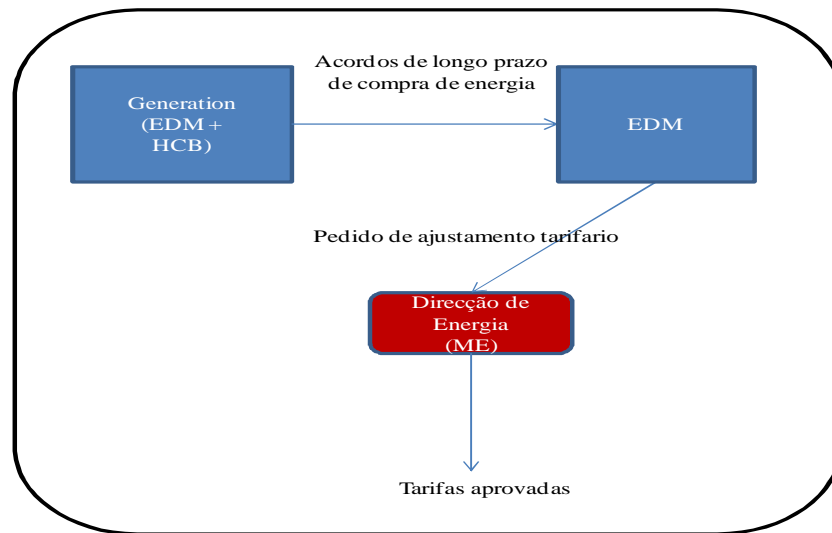 Acordos de longo prazo
de compra de energia
Generation
(EDM +
HCB)
EDM
Pedido de ajustamento tarifario
Direcção de
Energia
(ME)
Tarifas aprovadas